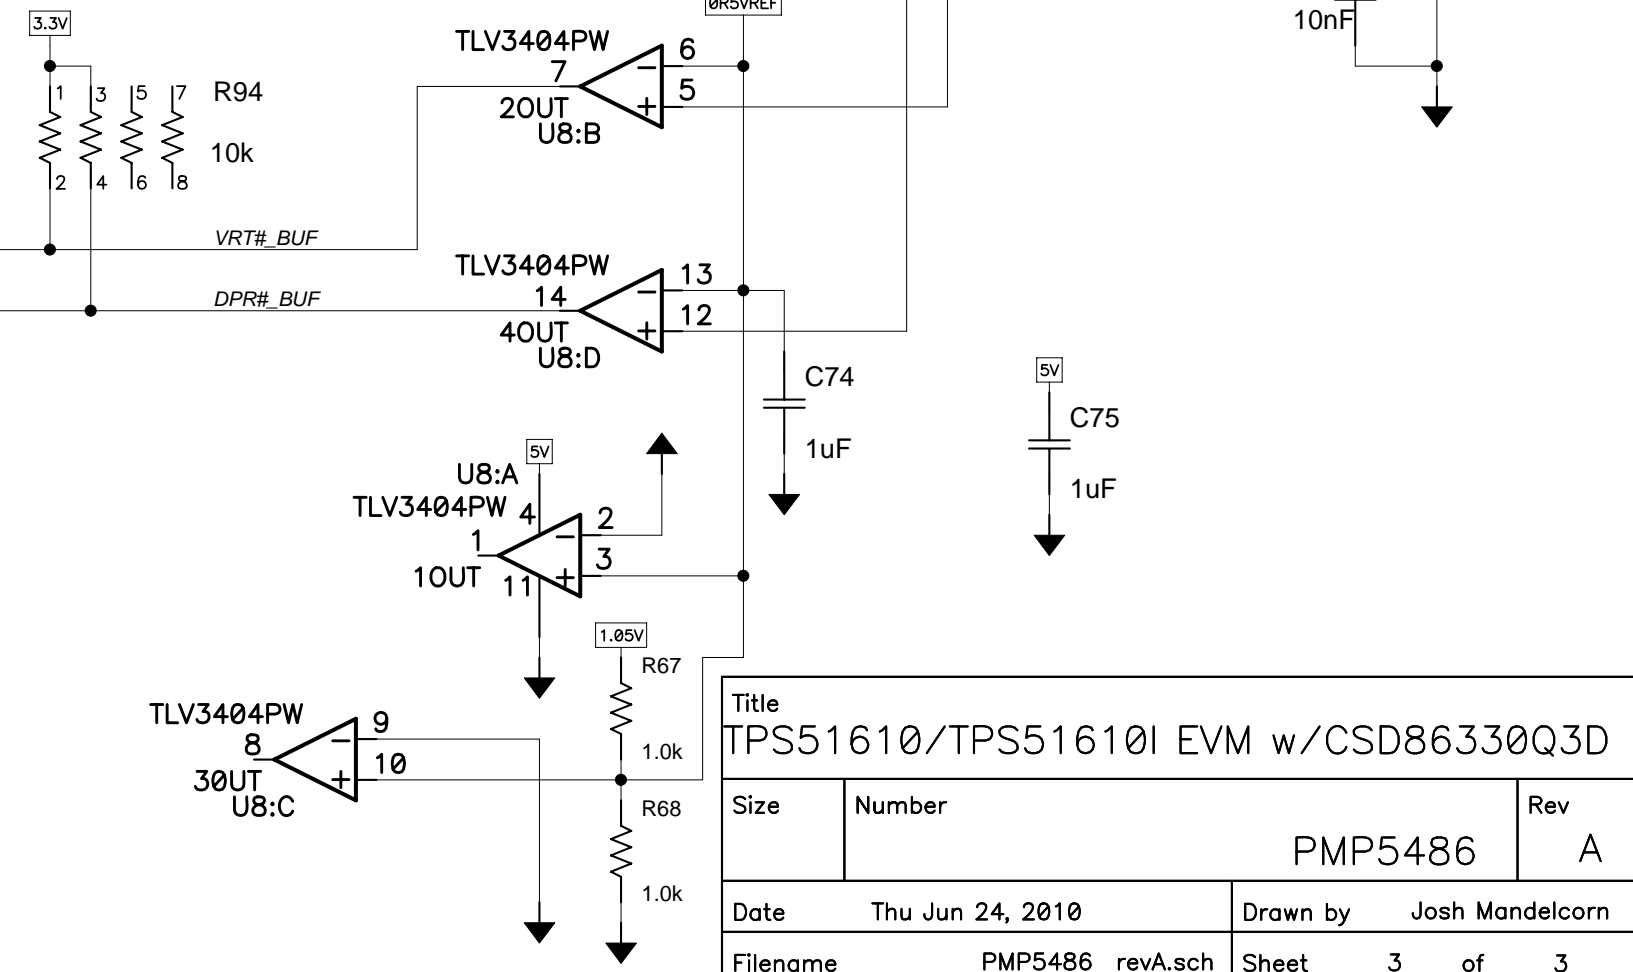 0R5VREF
10nF
3.3V
TLV3404PW
7
6
5
2OUT
U8:B
1
3
5
7
R94
10k
2
4
6
8
VRT#_BUF
TLV3404PW
14
13
12
4OUT
U8:D
DPR#_BUF
C74
1uF
5V
C75
1uF
5V
U8:A
TLV3404PW
4
1
2
3
1OUT
11
1.05V
R67
1.0k
TLV3404PW
8
9
10
3OUT
U8:C
R68
1.0k
Title
TPS51610/TPS51610I EVM w/CSD86330Q3D
Size
Number
PMP5486
Rev
A
Date Thu Jun 24, 2010
Drawn by Josh Mandelcorn
Filename PMP5486 revA.sch
Sheet 3 of 3